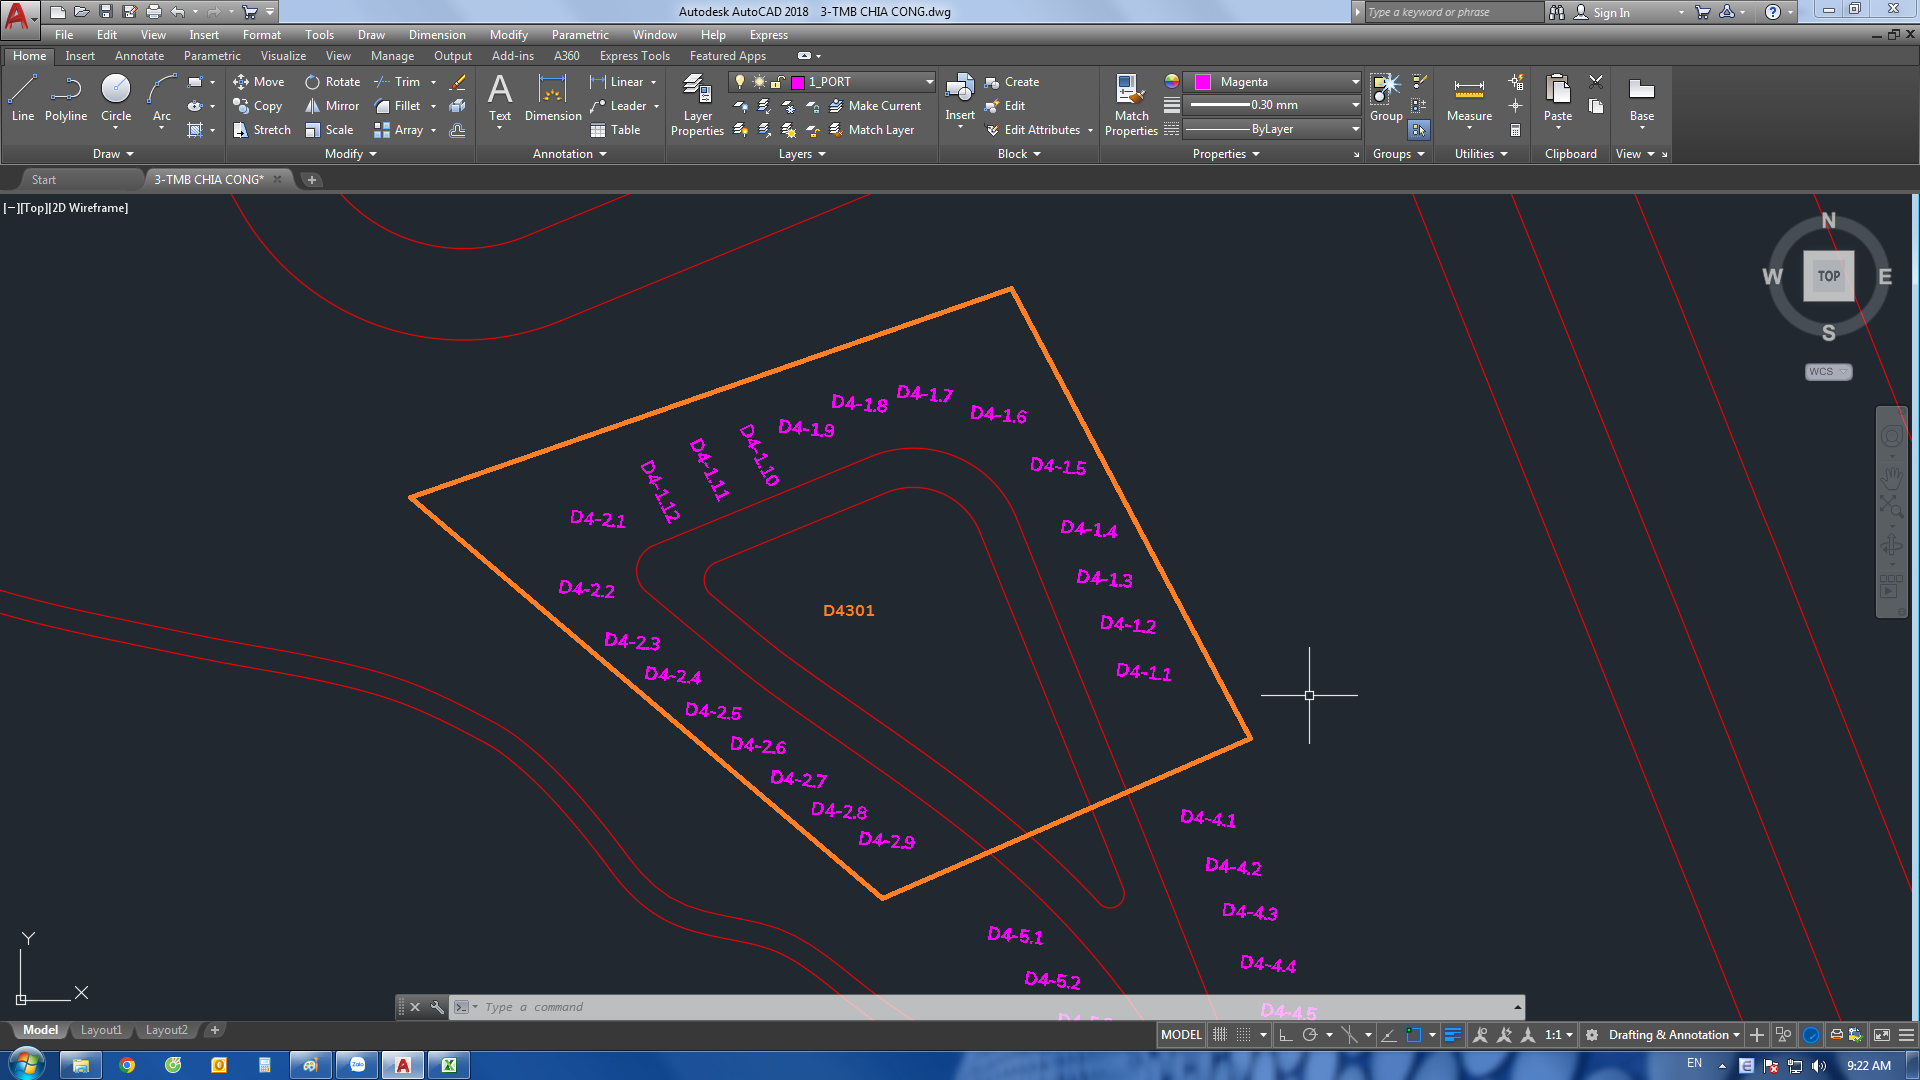 Autodesk AutoCAD 2018 3-TMB CHIA CONG.dwg
Type a keyword or phrase
Sign In
File Edit View Insert Format Tools Draw Dimension Modify Parametric Window Help Express
Home Insert Annotate Parametric Visualize View Manage Output Add-ins A360 Express Tools Featured Apps
Line Polyline Circle Arc
Move Rotate Trim
Copy Mirror Fillet
Stretch Scale Array
Text Dimension
Linear
Leader
Table
Layer Properties
1_PORT
Make Current
Match Layer
Insert
Create
Edit
Edit Attributes
Match Properties
Magenta
0.30 mm
ByLayer
Group
Measure
Paste
Base
Draw Modify Annotation Layers Block Properties Groups Utilities Clipboard View
Start 3-TMB CHIA CONG*
[−][Top][2D Wireframe]
N
W TOP E
S
WCS
D4-1.7
D4-1.8
D4-1.6
D4-1.9
D4-1.10
D4-1.11
D4-1.12
D4-1.5
D4-2.1
D4-1.4
D4-1.3
D4-2.2
D4301
D4-1.2
D4-2.3
D4-1.1
D4-2.4
D4-2.5
D4-2.6
D4-2.7
D4-2.8
D4-4.1
D4-2.9
D4-4.2
D4-4.3
D4-5.1
D4-4.4
D4-5.2
D4-4.5
Y
X
Type a command
Model Layout1 Layout2
MODEL 1:1 Drafting & Annotation
Zalo
EN
9:22 AM